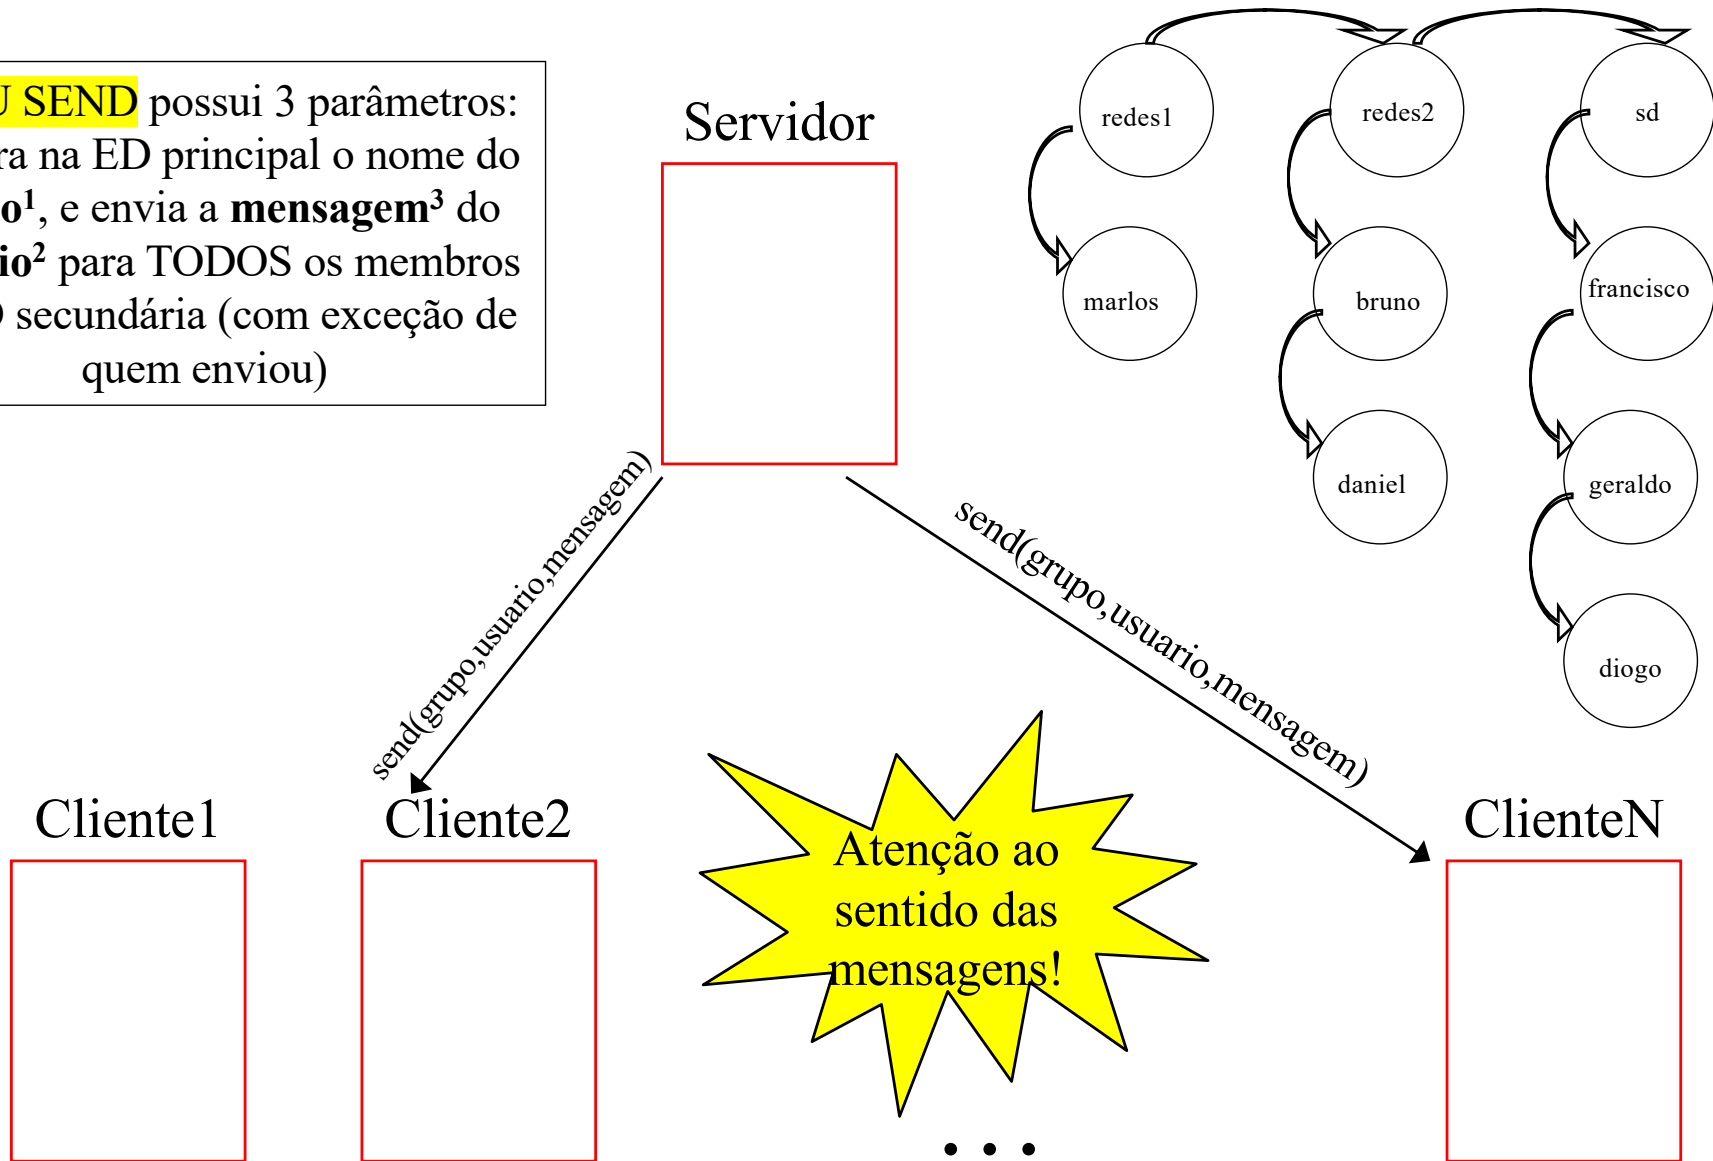 U SEND possui 3 parâmetros:
ra na ED principal o nome do
o¹, e envia a mensagem³ do
io² para TODOS os membros
secundária (com exceção de
quem enviou)
Servidor
redes1
redes2
sd
marlos
bruno
francisco
daniel
geraldo
diogo
send(grupo,usuario,mensagem)
send(grupo,usuario,mensagem)
Cliente1
Cliente2
ClienteN
Atenção ao
sentido das
mensagens!
. . .